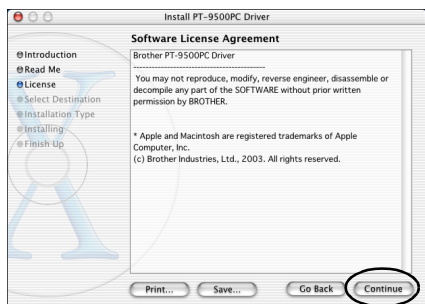 Install PT-9500PC Driver
Software License Agreement
Introduction
Read Me
License
Select Destination
Installation Type
Installing
Finish Up
Brother PT-9500PC Driver
----------------------------------------------
You may not reproduce, modify, reverse engineer, disassemble or
decompile any part of the SOFTWARE without prior written
permission by BROTHER.
* Apple and Macintosh are registered trademarks of Apple
Computer, Inc.
(c) Brother Industries, Ltd., 2003. All rights reserved.
Print... Save... Go Back Continue